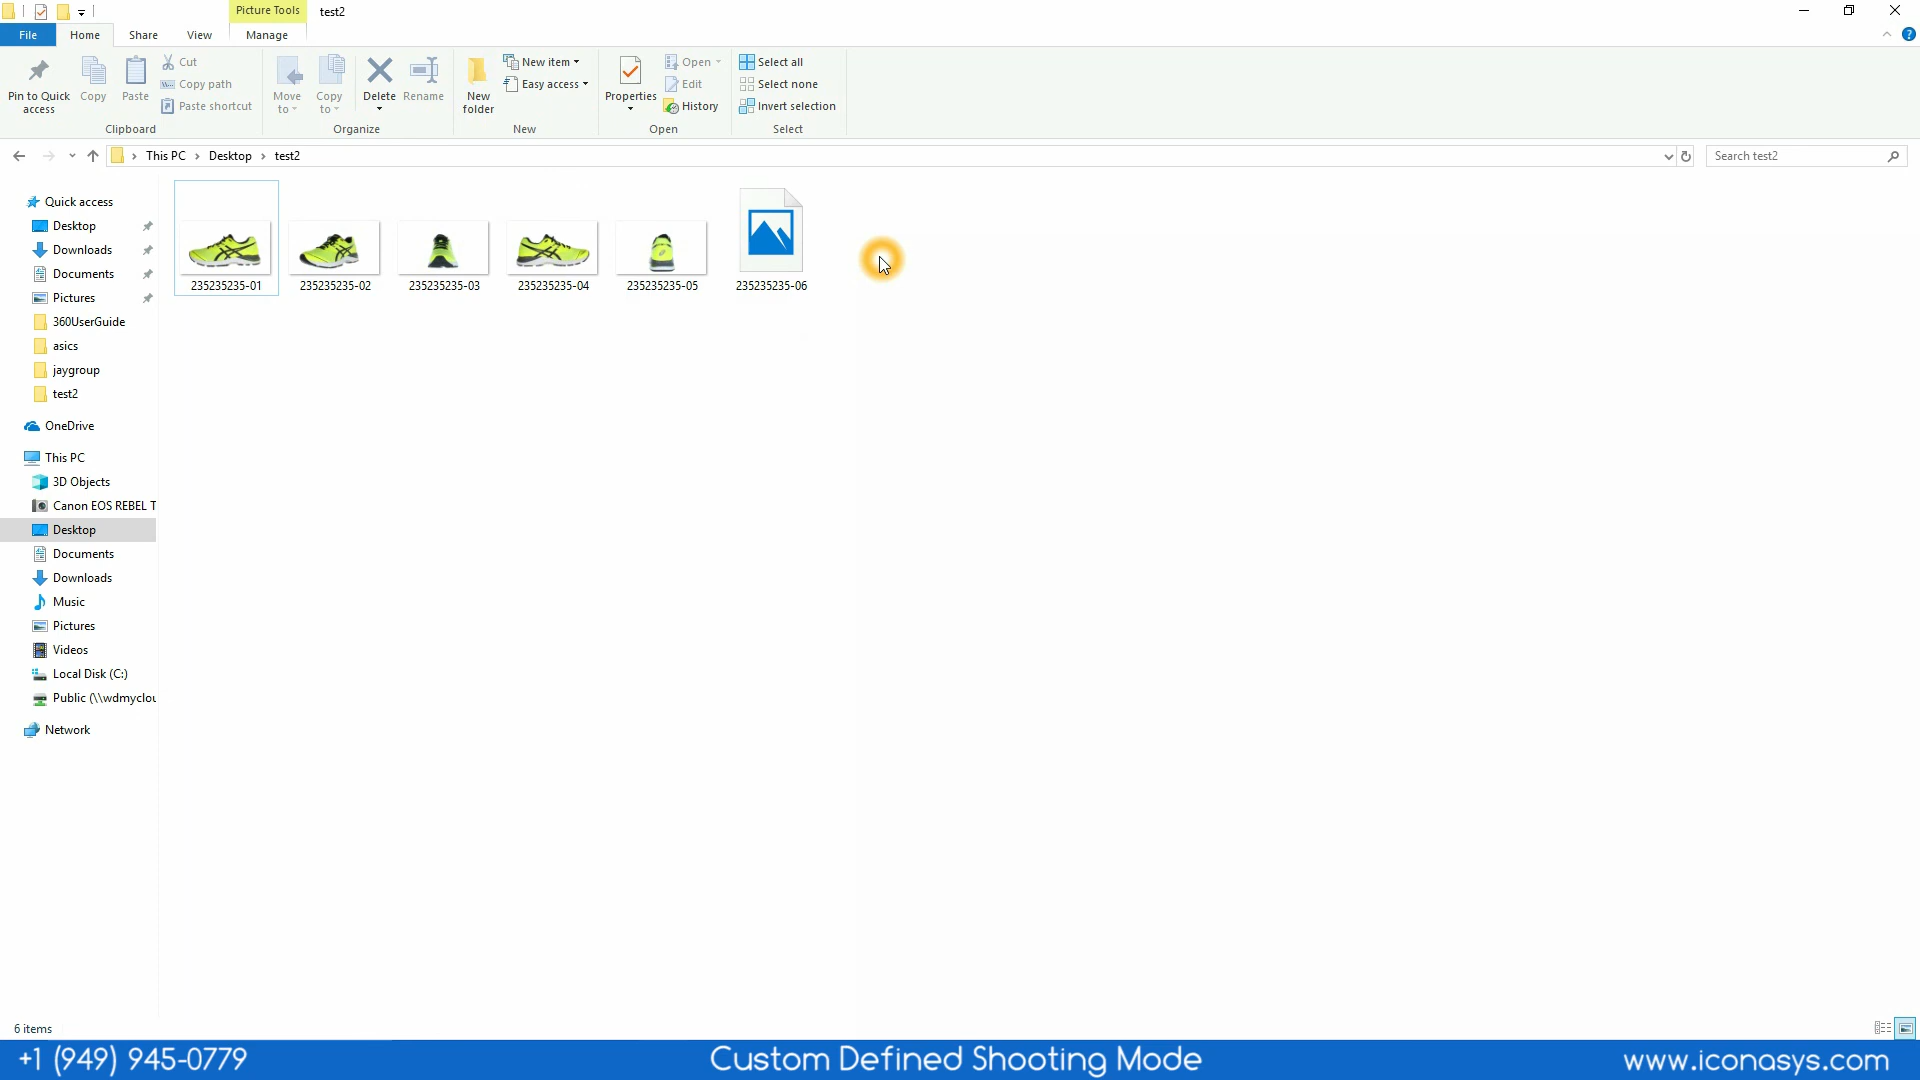 Picture Tools
test2
File
Home
Share
View
Manage
?
Pin to Quick access
Copy
Paste
Cut
Copy path
Paste shortcut
Clipboard
Move to
Copy to
Delete
Rename
Organize
New folder
New item
Easy access
New
Properties
Open
Edit
History
Open
Select all
Select none
Invert selection
Select
This PC > Desktop > test2
Search test2
Quick access
Desktop
Downloads
Documents
Pictures
360UserGuide
asics
jaygroup
test2
OneDrive
This PC
3D Objects
Canon EOS REBEL T
Desktop
Documents
Downloads
Music
Pictures
Videos
Local Disk (C:)
Public (\\wdmyclou
Network
235235235-01
235235235-02
235235235-03
235235235-04
235235235-05
235235235-06
6 items
+1 (949) 945-0779
Custom Defined Shooting Mode
www.iconasys.com